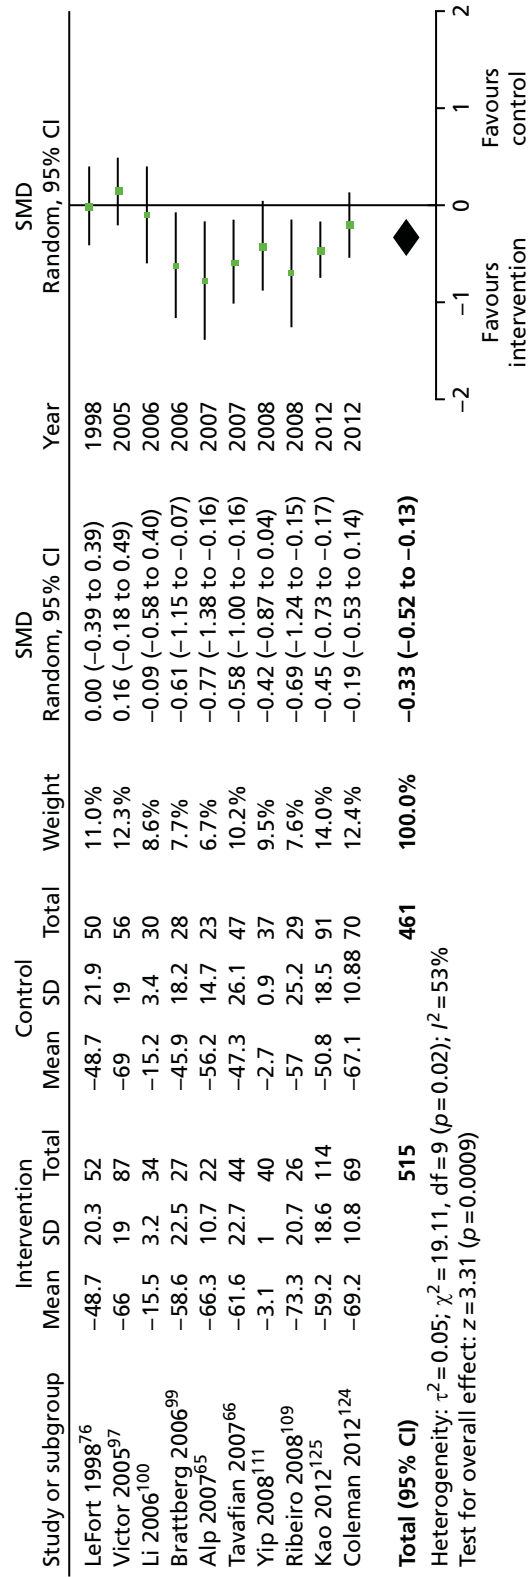 Intervention Control SMD SMD
Study or subgroup Mean SD Total Mean SD Total Weight Random, 95% CI Year Random, 95% CI
LeFort 1998⁷⁶ −48.7 20.3 52 −48.7 21.9 50 11.0% 0.00 (−0.39 to 0.39) 1998
Victor 2005⁹⁷ −66 19 87 −69 19 56 12.3% 0.16 (−0.18 to 0.49) 2005
Li 2006¹⁰⁰ −15.5 3.2 34 −15.2 3.4 30 8.6% −0.09 (−0.58 to 0.40) 2006
Brattberg 2006⁹⁹ −58.6 22.5 27 −45.9 18.2 28 7.7% −0.61 (−1.15 to −0.07) 2006
Alp 2007⁶⁵ −66.3 10.7 22 −56.2 14.7 23 6.7% −0.77 (−1.38 to −0.16) 2007
Tavafian 2007⁶⁶ −61.6 22.7 44 −47.3 26.1 47 10.2% −0.58 (−1.00 to −0.16) 2007
Yip 2008¹¹¹ −3.1 1 40 −2.7 0.9 37 9.5% −0.42 (−0.87 to 0.04) 2008
Ribeiro 2008¹⁰⁹ −73.3 20.7 26 −57 25.2 29 7.6% −0.69 (−1.24 to −0.15) 2008
Kao 2012¹²⁵ −59.2 18.6 114 −50.8 18.5 91 14.0% −0.45 (−0.73 to −0.17) 2012
Coleman 2012¹²⁴ −69.2 10.8 69 −67.1 10.88 70 12.4% −0.19 (−0.53 to 0.14) 2012
Total (95% CI) 515 461 100.0% −0.33 (−0.52 to −0.13)
Heterogeneity: τ²=0.05; χ²=19.11, df=9 (p=0.02); I²=53%
Test for overall effect: z=3.31 (p=0.0009)
−2 −1 0 1 2
Favours Favours
intervention control